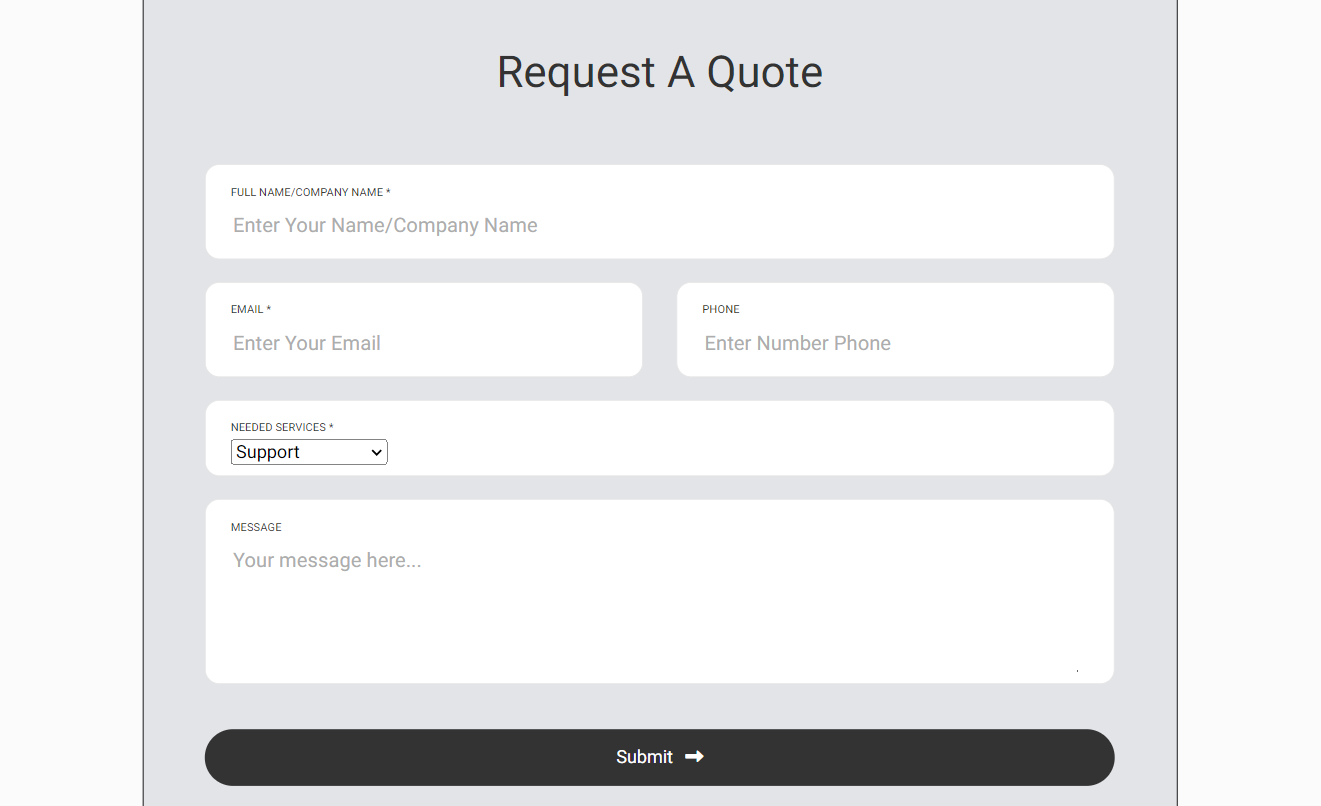 Request A Quote
FULL NAME/COMPANY NAME *
Enter Your Name/Company Name
EMAIL *
Enter Your Email
PHONE
Enter Number Phone
NEEDED SERVICES *
Support
MESSAGE
Your message here...
Submit